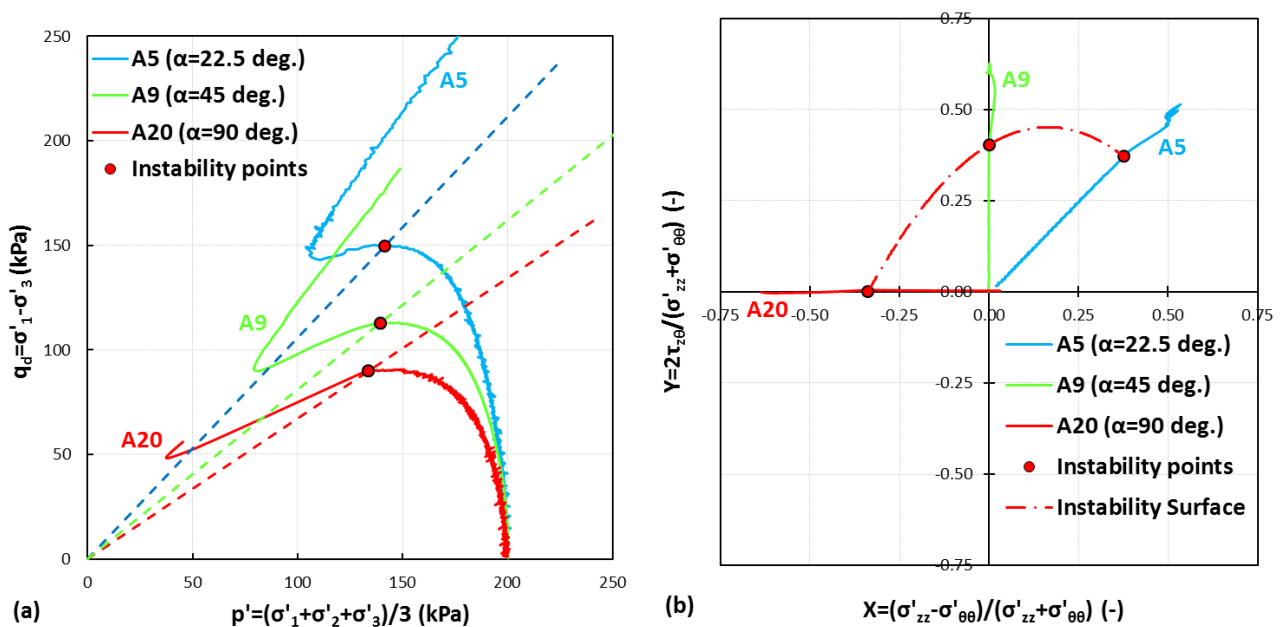 A5 (α=22.5 deg.)
A9 (α=45 deg.)
A20 (α=90 deg.)
Instability points
A5
A9
A20
250
200
150
100
50
0
0
50
100
150
200
250
q_d=σ'_1-σ'_3 (kPa)
p'=(σ'_1+σ'_2+σ'_3)/3 (kPa)
(a)
0.75
0.50
0.25
0.00
-0.25
-0.50
-0.75
-0.75
-0.50
-0.25
0.00
0.25
0.50
0.75
A9
A5
A20
A5 (α=22.5 deg.)
A9 (α=45 deg.)
A20 (α=90 deg.)
Instability points
Instability Surface
Y=2τ_zθ/(σ'_zz+σ'_θθ) (-)
X=(σ'_zz-σ'_θθ)/(σ'_zz+σ'_θθ) (-)
(b)